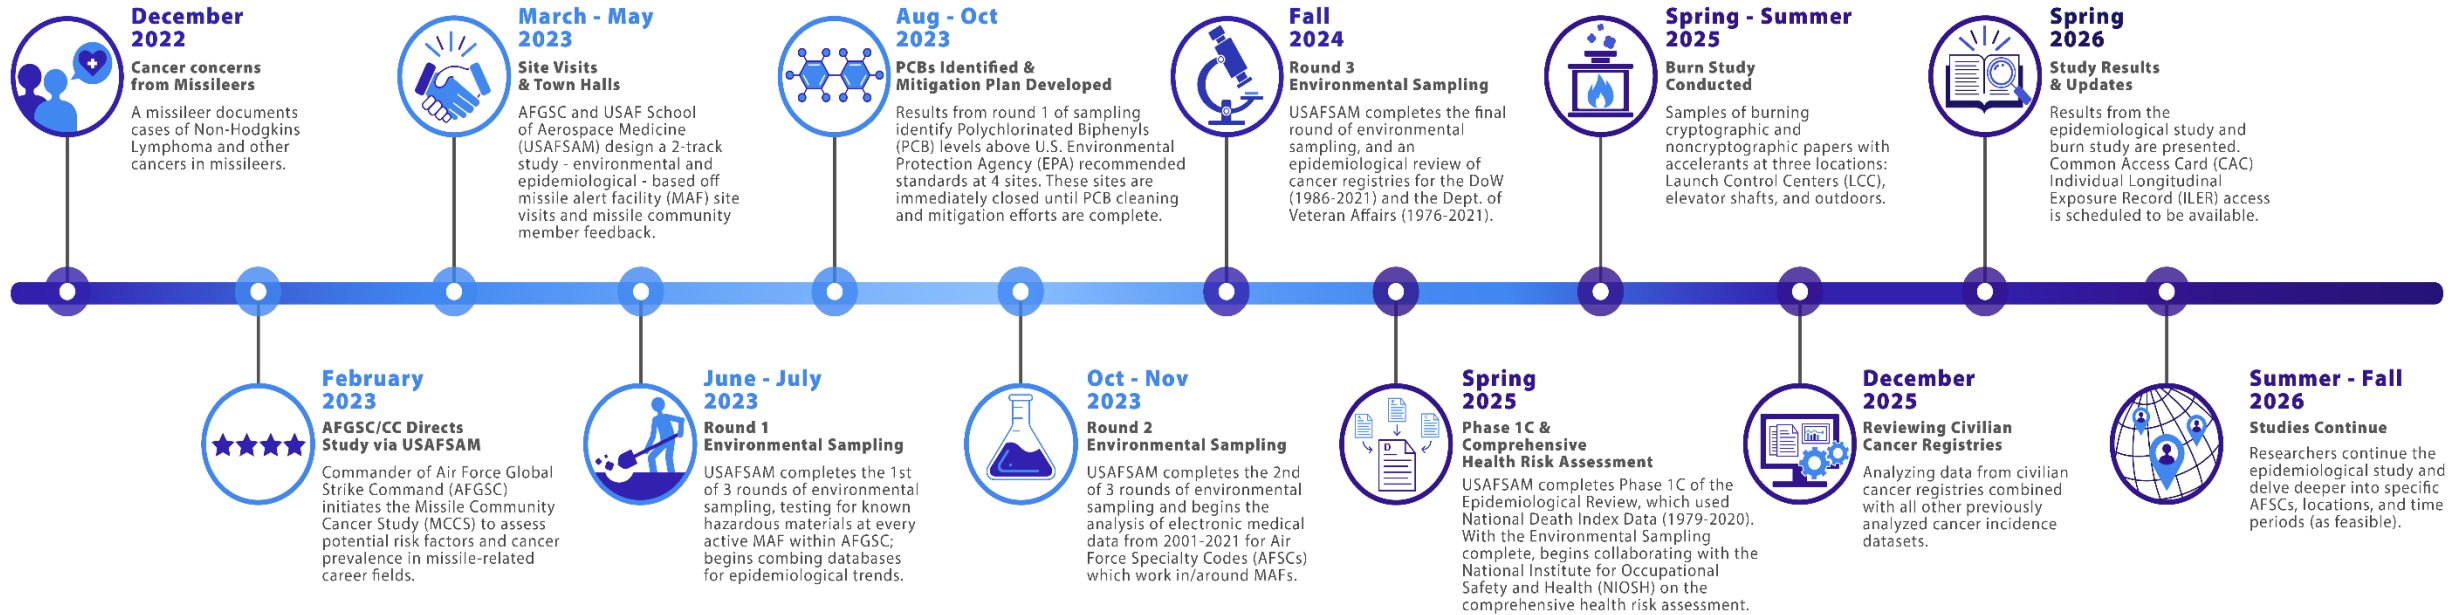 December
2022
Cancer concerns
from Missileers
A missileer documents
cases of Non-Hodgkins
Lymphoma and other
cancers in missileers.
February
2023
AFGSC/CC Directs
Study via USAFSAM
Commander of Air Force Global
Strike Command (AFGSC)
initiates the Missile Community
Cancer Study (MCCS) to assess
potential risk factors and cancer
prevalence in missile-related
career fields.
March - May
2023
Site Visits
& Town Halls
AFGSC and USAF School
of Aerospace Medicine
(USAFSAM) design a 2-track
study - environmental and
epidemiological - based off
missile alert facility (MAF) site
visits and missile community
member feedback.
June - July
2023
Round 1
Environmental Sampling
USAFSAM completes the 1st
of 3 rounds of environmental
sampling, testing for known
hazardous materials at every
active MAF within AFGSC;
begins combing databases
for epidemiological trends.
Aug - Oct
2023
PCBs Identified &
Mitigation Plan Developed
Results from round 1 of sampling
identify Polychlorinated Biphenyls
(PCB) levels above U.S. Environmental
Protection Agency (EPA) recommended
standards at 4 sites. These sites are
immediately closed until PCB cleaning
and mitigation efforts are complete.
Oct - Nov
2023
Round 2
Environmental Sampling
USAFSAM completes the 2nd
of 3 rounds of environmental
sampling and begins the
analysis of electronic medical
data from 2001-2021 for Air
Force Specialty Codes (AFSCs)
which work in/around MAFs.
Fall
2024
Round 3
Environmental Sampling
USAFSAM completes the final
round of environmental
sampling, and an
epidemiological review of
cancer registries for the DoW
(1986-2021) and the Dept. of
Veteran Affairs (1976-2021).
Spring
2025
Phase 1C &
Comprehensive
Health Risk Assessment
USAFSAM completes Phase 1C of the
Epidemiological Review, which used
National Death Index Data (1979-2020).
With the Environmental Sampling
complete, begins collaborating with the
National Institute for Occupational
Safety and Health (NIOSH) on the
comprehensive health risk assessment.
D
Spring - Summer
2025
Burn Study
Conducted
Samples of burning
cryptographic and
noncryptographic papers with
accelerants at three locations:
Launch Control Centers (LCC),
elevator shafts, and outdoors.
December
2025
Reviewing Civilian
Cancer Registries
Analyzing data from civilian
cancer registries combined
with all other previously
analyzed cancer incidence
datasets.
Spring
2026
Study Results
& Updates
Results from the
epidemiological study and
burn study are presented.
Common Access Card (CAC)
Individual Longitudinal
Exposure Record (ILER) access
is scheduled to be available.
Summer - Fall
2026
Studies Continue
Researchers continue the
epidemiological study and
delve deeper into specific
AFSCs, locations, and time
periods (as feasible).